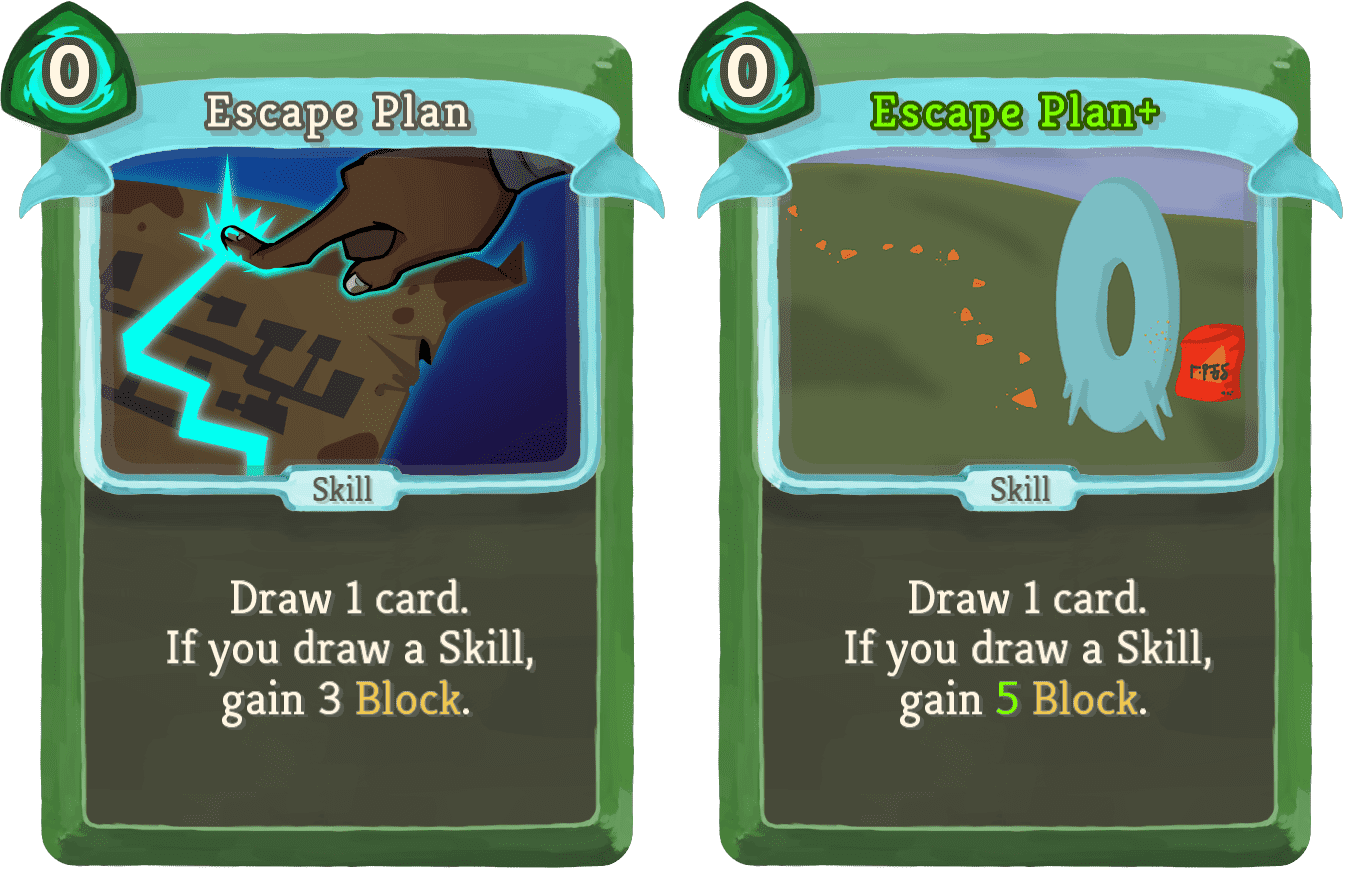 0
Escape Plan
Skill
Draw 1 card.
If you draw a Skill,
gain 3 Block.
0
Escape Plan+
Skill
Draw 1 card.
If you draw a Skill,
gain 5 Block.